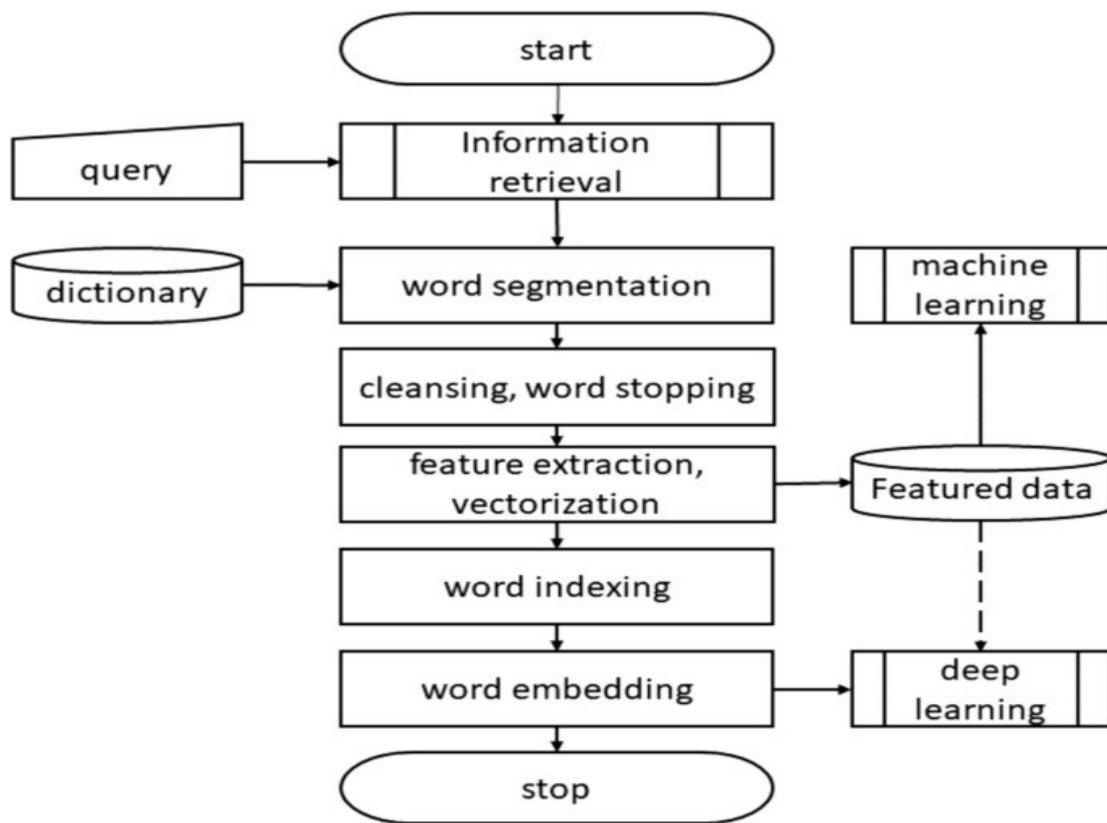 start
query
Information
retrieval
dictionary
word segmentation
machine
learning
cleansing, word stopping
feature extraction,
vectorization
Featured data
word indexing
word embedding
deep
learning
stop